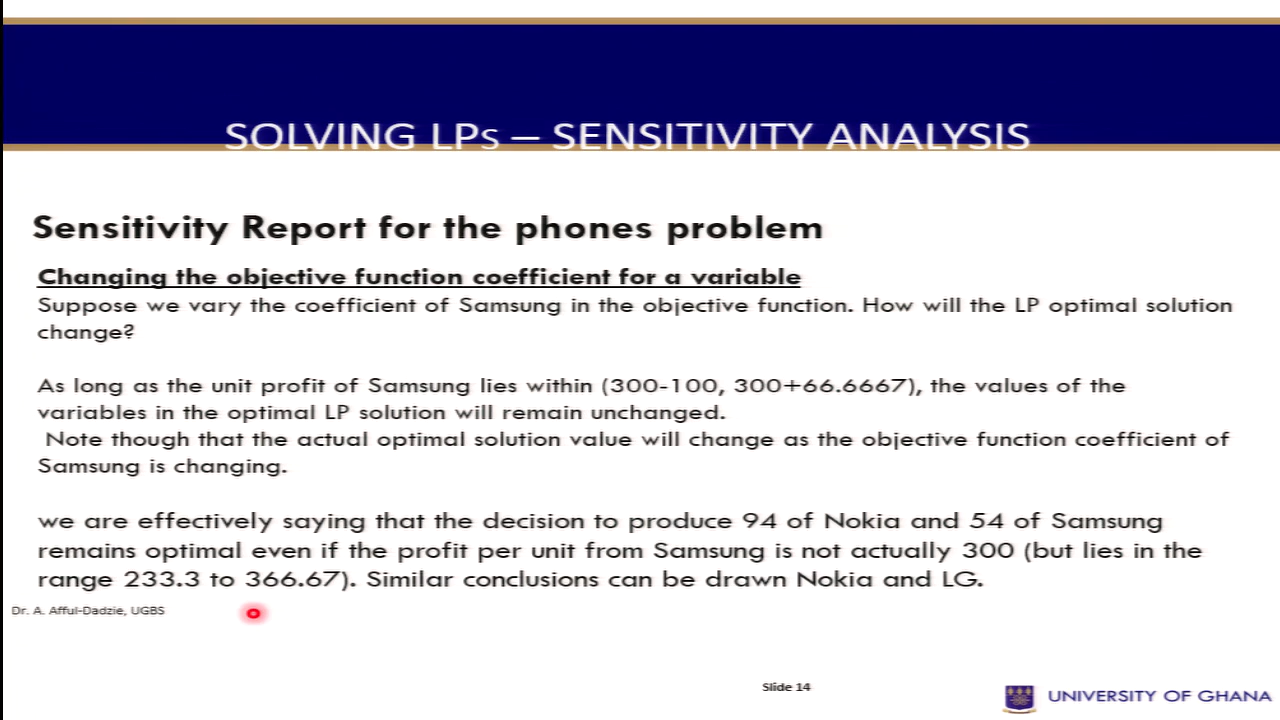 SOLVING LPs – SENSITIVITY ANALYSIS
Sensitivity Report for the phones problem
Changing the objective function coefficient for a variable
Suppose we vary the coefficient of Samsung in the objective function. How will the LP optimal solution
change?
As long as the unit profit of Samsung lies within (300-100, 300+66.6667), the values of the
variables in the optimal LP solution will remain unchanged.
Note though that the actual optimal solution value will change as the objective function coefficient of
Samsung is changing.
we are effectively saying that the decision to produce 94 of Nokia and 54 of Samsung
remains optimal even if the profit per unit from Samsung is not actually 300 (but lies in the
range 233.3 to 366.67). Similar conclusions can be drawn Nokia and LG.
Dr. A. Afful-Dadzie, UGBS
Slide 14
UNIVERSITY OF GHANA